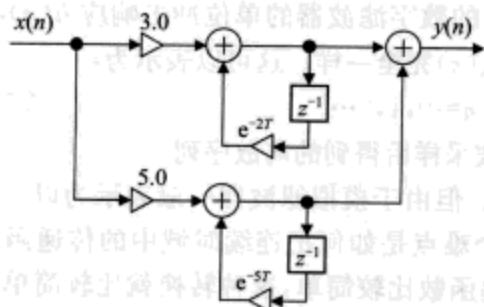 x(n)
3.0
+
+
y(n)
z⁻¹
e⁻²ᵀ
5.0
+
z⁻¹
e⁻⁵ᵀ